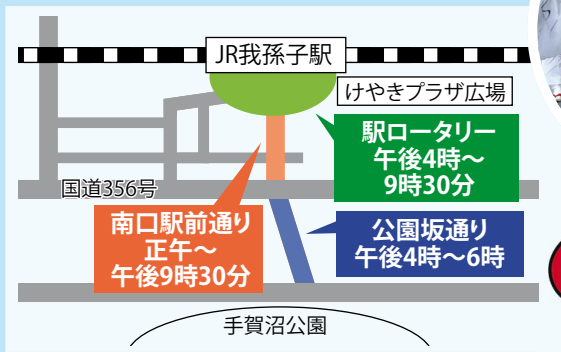 JR我孫子駅
けやきプラザ広場
駅ロータリー
午後4時～
9時30分
国道356号
南口駅前通り
正午～
午後9時30分
公園坂通り
午後4時～6時
手賀沼公園